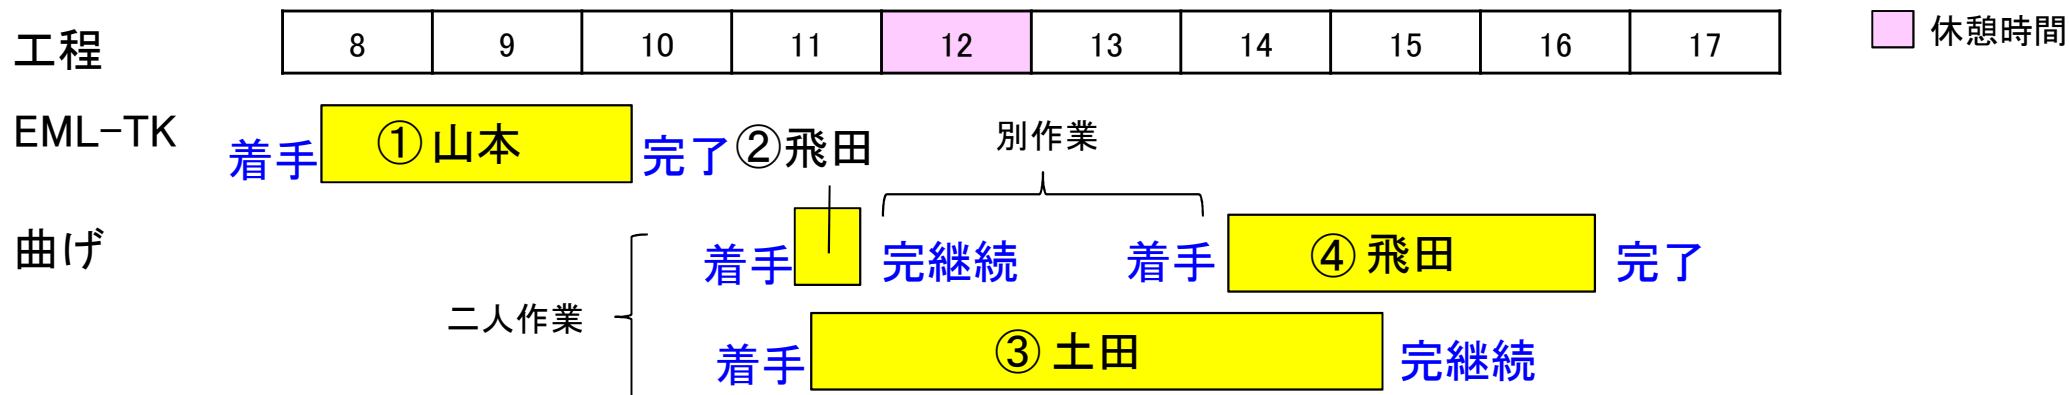 工程 8 9 10 11 12 13 14 15 16 17 休憩時間
EML-TK 着手 ①山本 完了 ②飛田 別作業
曲げ 着手 完継続 着手 ④飛田 完了
二人作業 着手 ③土田 完継続